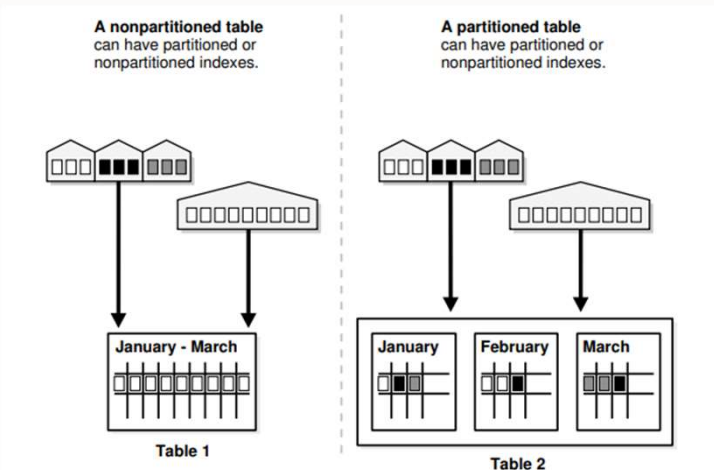 A nonpartitioned table
can have partitioned or
nonpartitioned indexes.
A partitioned table
can have partitioned or
nonpartitioned indexes.
January - March
Table 1
January
February
March
Table 2